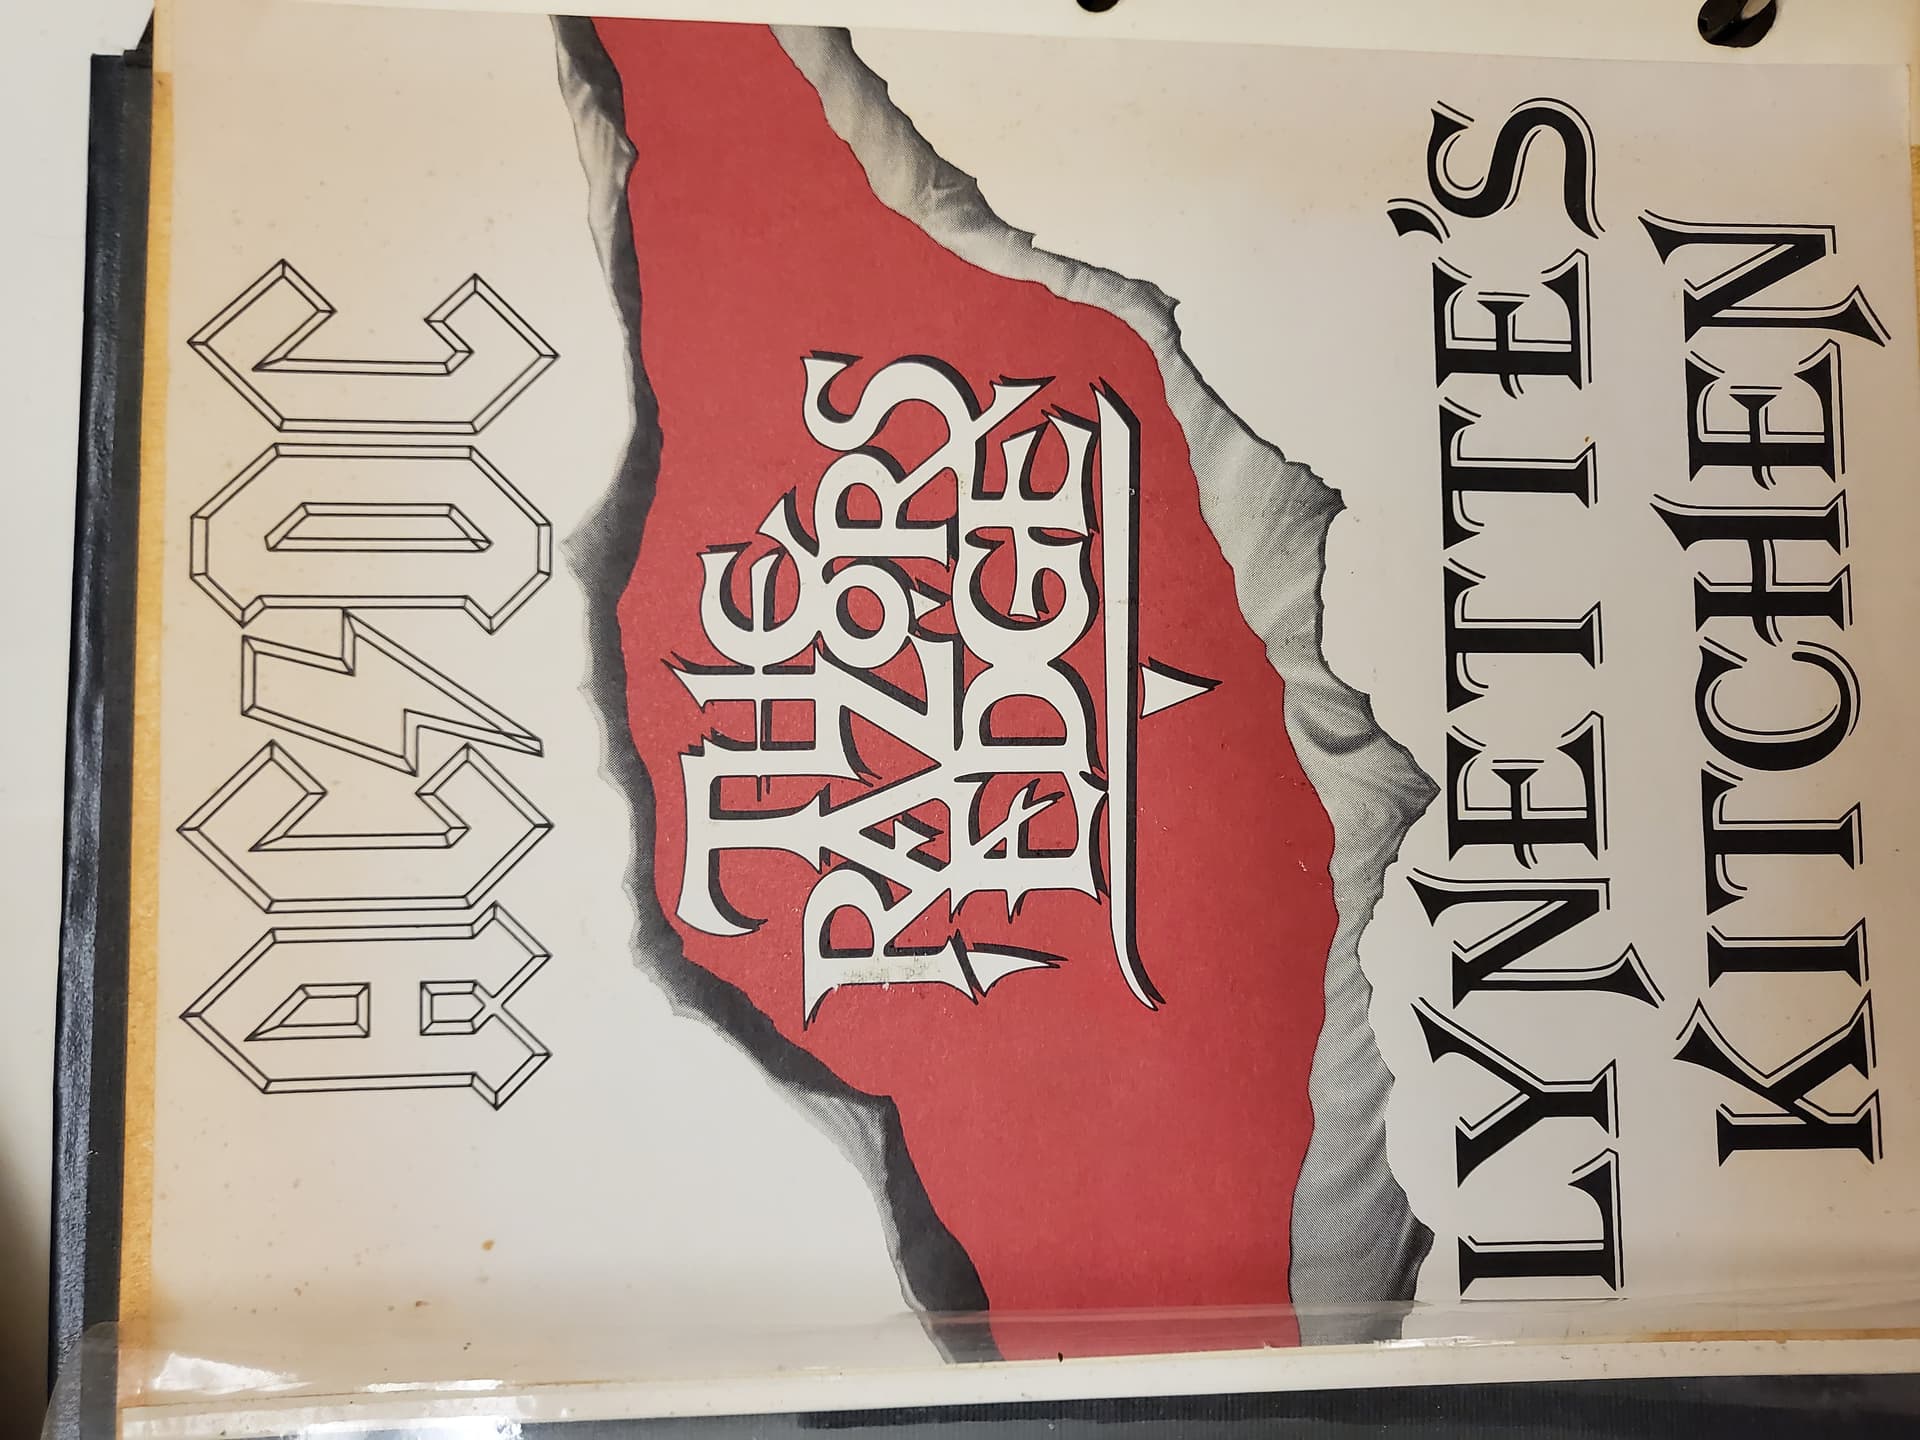 AC⚡DC
THE
RAZORS
EDGE
LYNETTE'S
KITCHEN